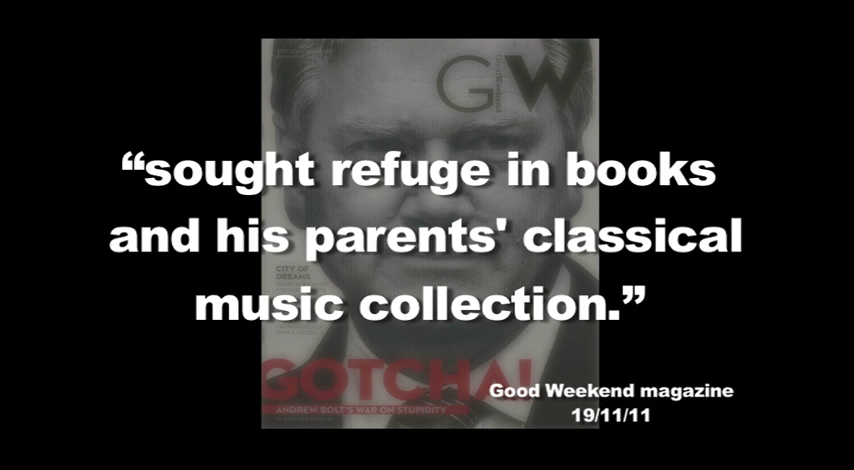 GW
“sought refuge in books
and his parents' classical
music collection.”
CITY OF
DREAMS
GOTCHA!
Good Weekend magazine
ANDREW BOLT'S WAR ON STUPIDITY
19/11/11